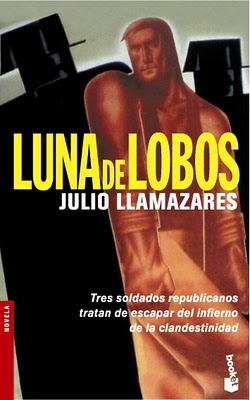 LUNA DE LOBOS
JULIO LLAMAZARES
Tres soldados republicanos
tratan de escapar del infierno
de la clandestinidad
NOVELA
booket